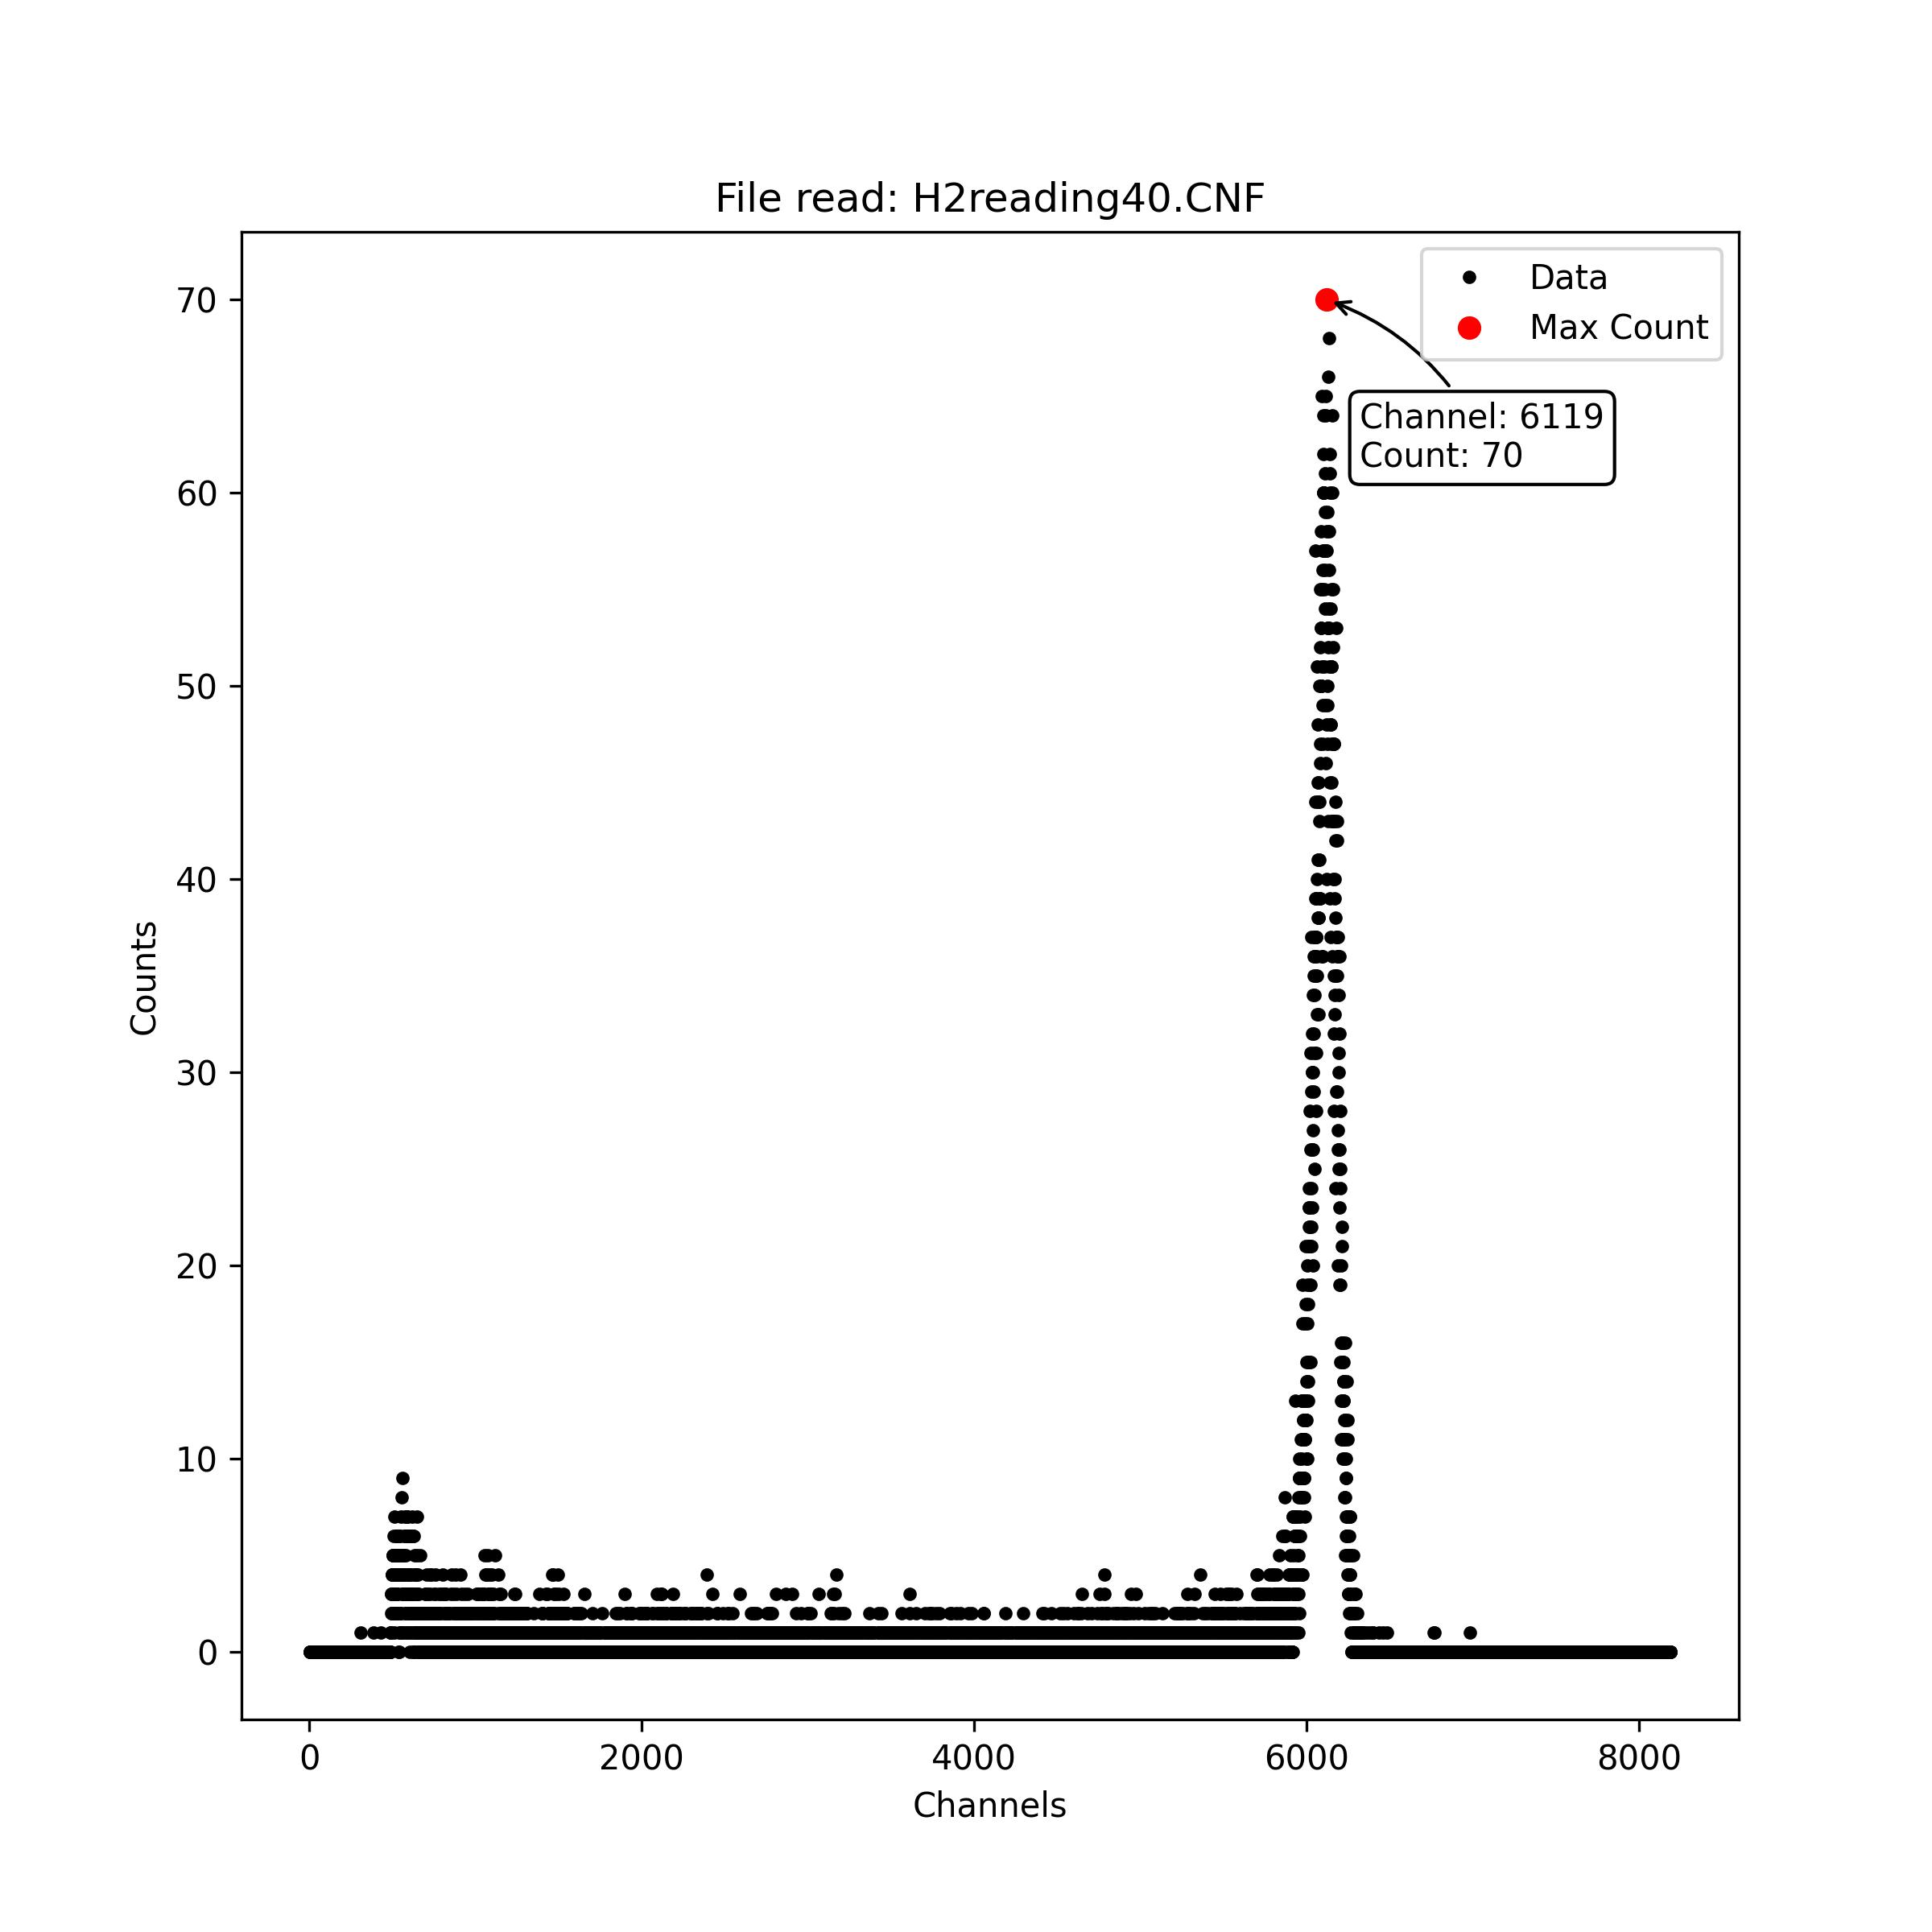 File read: H2reading40.CNF
Data
Max Count
Channel: 6119
Count: 70
70
60
50
40
30
20
10
0
Counts
0 2000 4000 6000 8000
Channels